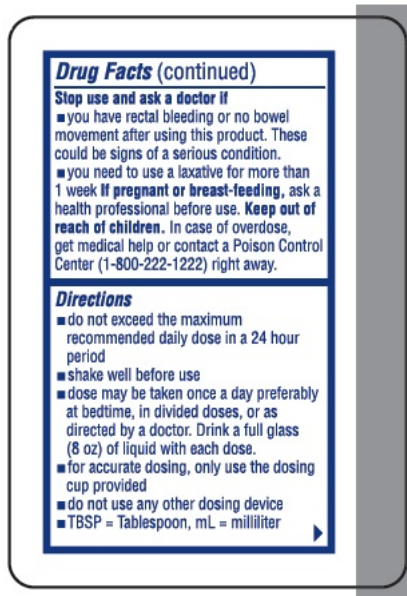 Drug Facts (continued)
Stop use and ask a doctor if
■ you have rectal bleeding or no bowel
movement after using this product. These
could be signs of a serious condition.
■ you need to use a laxative for more than
1 week If pregnant or breast-feeding, ask a
health professional before use. Keep out of
reach of children. In case of overdose,
get medical help or contact a Poison Control
Center (1-800-222-1222) right away.
Directions
■ do not exceed the maximum
recommended daily dose in a 24 hour
period
■ shake well before use
■ dose may be taken once a day preferably
at bedtime, in divided doses, or as
directed by a doctor. Drink a full glass
(8 oz) of liquid with each dose.
■ for accurate dosing, only use the dosing
cup provided
■ do not use any other dosing device
■ TBSP = Tablespoon, mL = milliliter